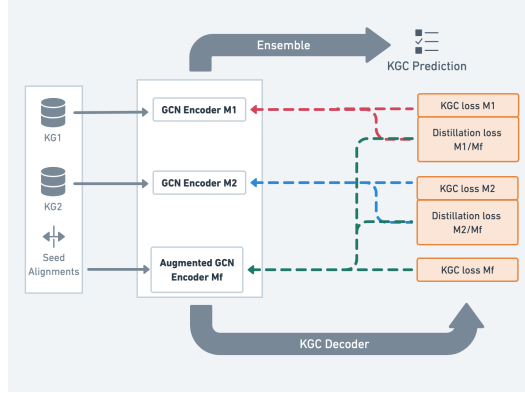 Ensemble
KGC Prediction
KG1
GCN Encoder M1
KGC loss M1
Distillation loss
M1/Mf
KG2
GCN Encoder M2
KGC loss M2
Distillation loss
M2/Mf
Seed
Alignments
Augmented GCN
Encoder Mf
KGC loss Mf
KGC Decoder